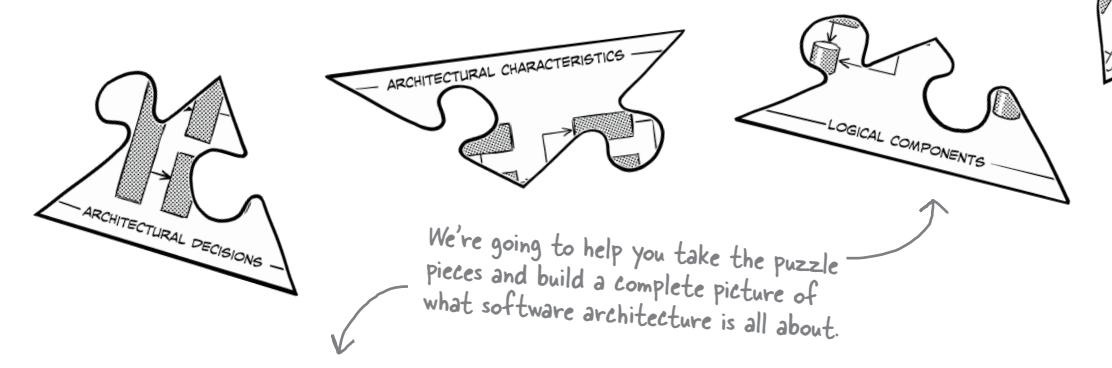 ARCHITECTURAL CHARACTERISTICS
LOGICAL COMPONENTS
ARCHITECTURAL DECISIONS
We're going to help you take the puzzle
pieces and build a complete picture of
what software architecture is all about.